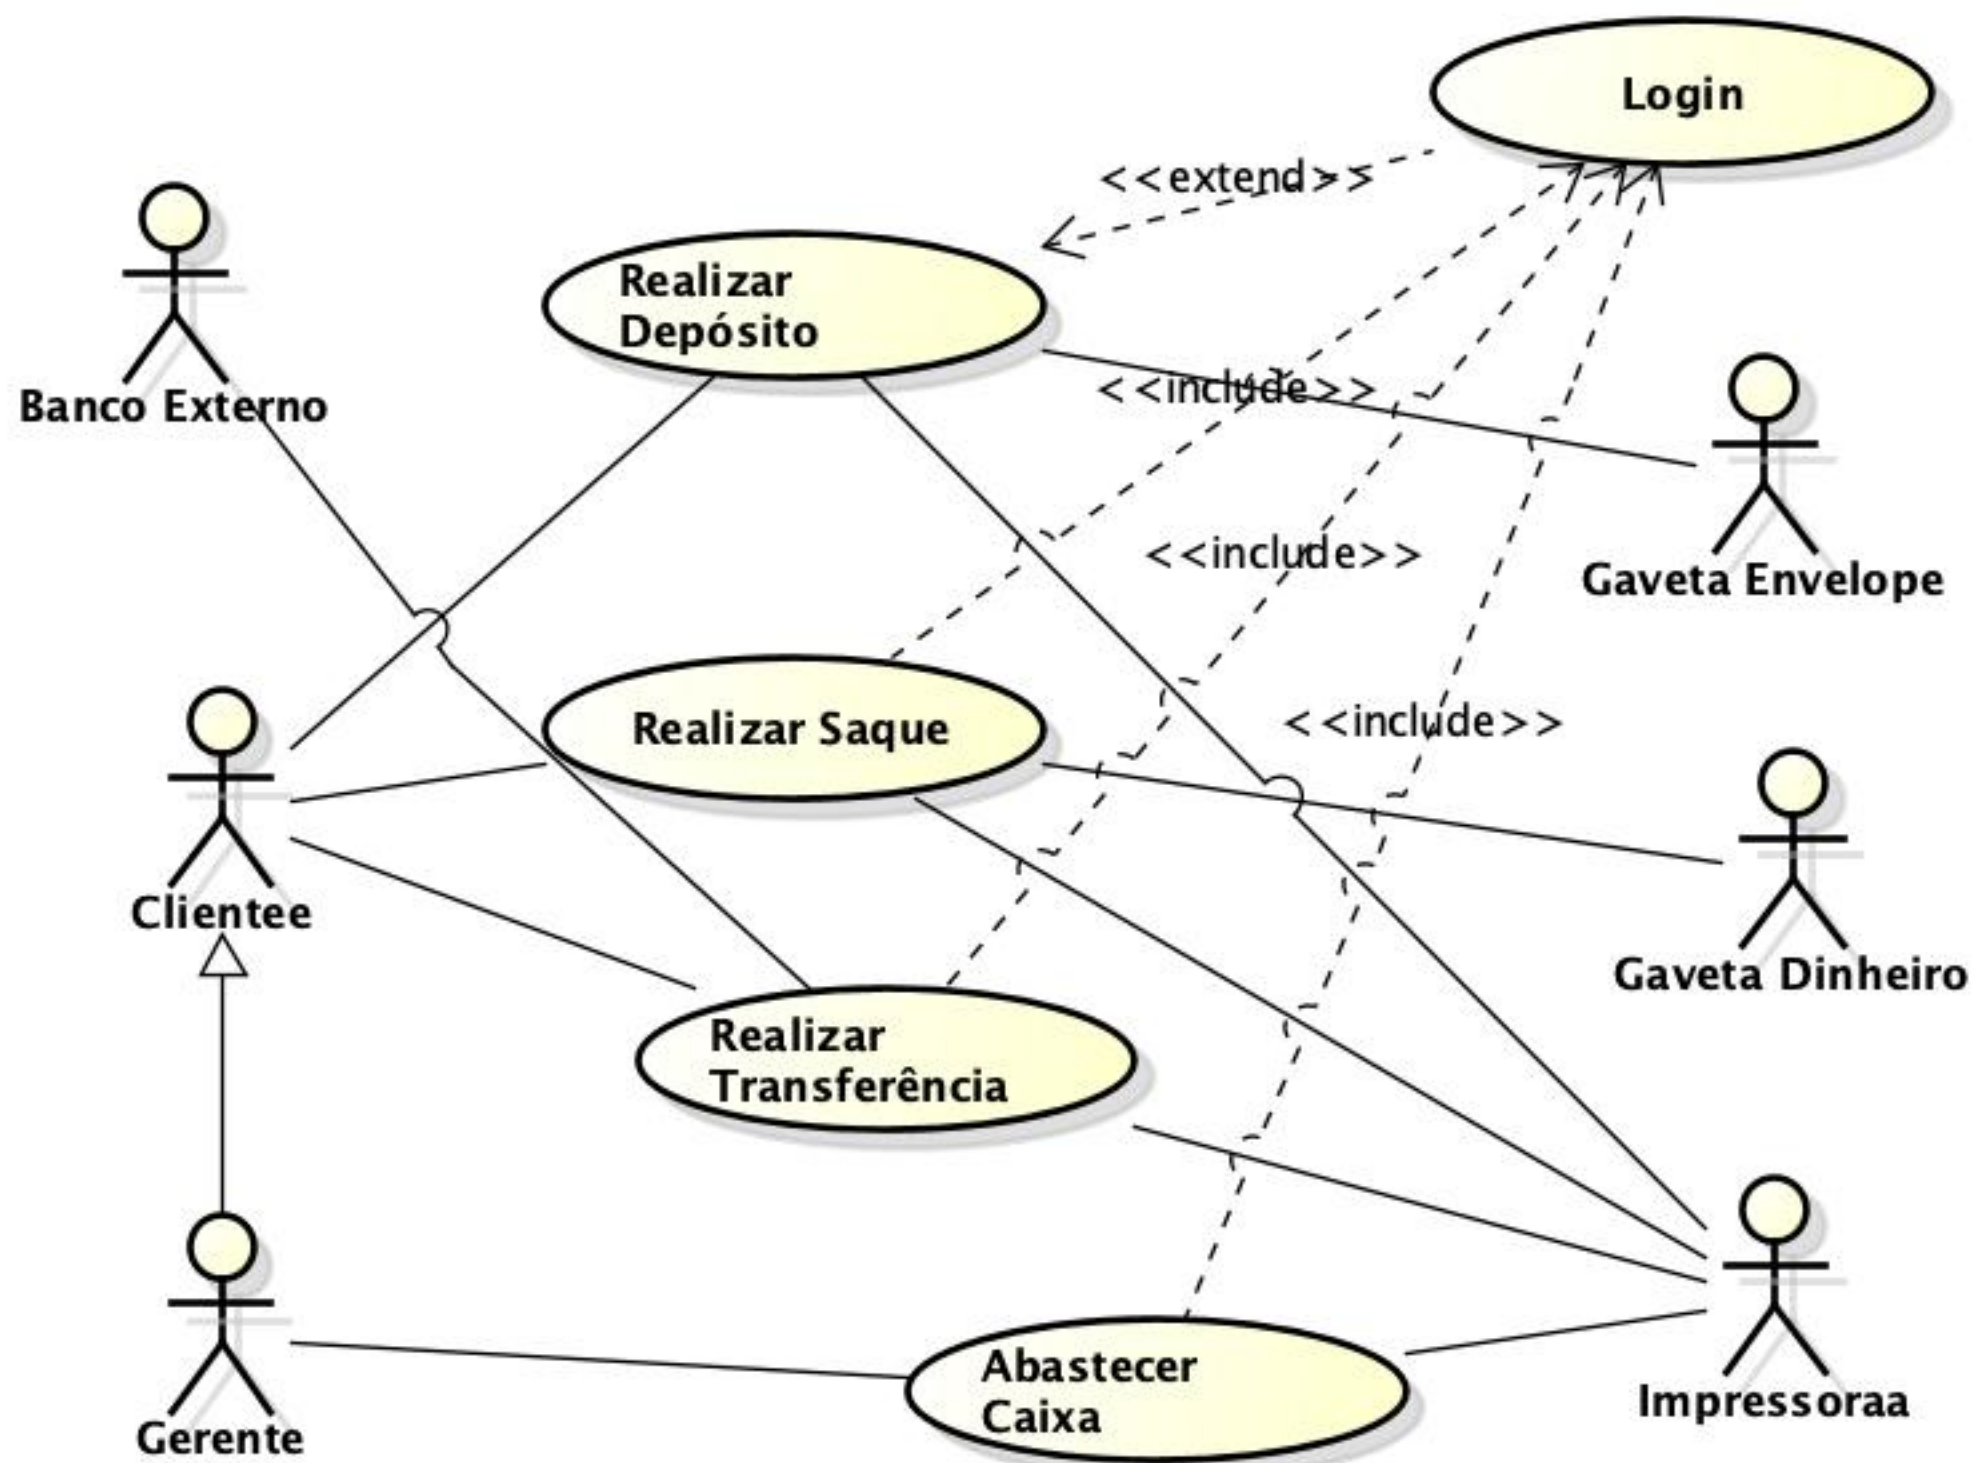 Login
<<extend>>
Realizar
Depósito
<<include>>
Banco Externo
<<include>>
Gaveta Envelope
Realizar Saque
<<include>>
Clientee
Gaveta Dinheiro
Realizar
Transferência
Abastecer
Caixa
Impressoraa
Gerente